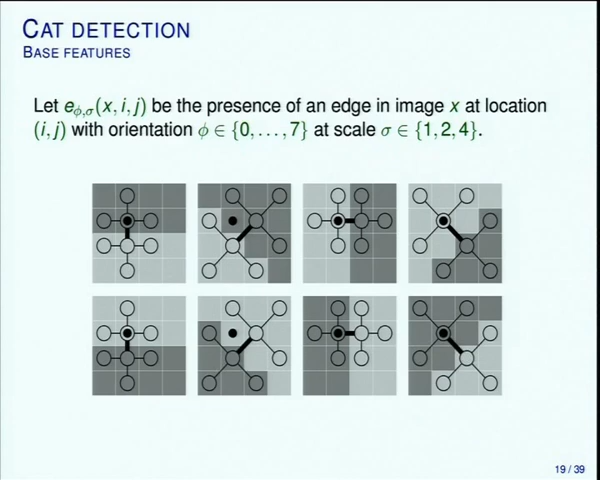 CAT DETECTION
BASE FEATURES
Let e_{ϕ,σ}(x, i, j) be the presence of an edge in image x at location
(i, j) with orientation ϕ ∈ {0, . . . , 7} at scale σ ∈ {1, 2, 4}.
19 / 39